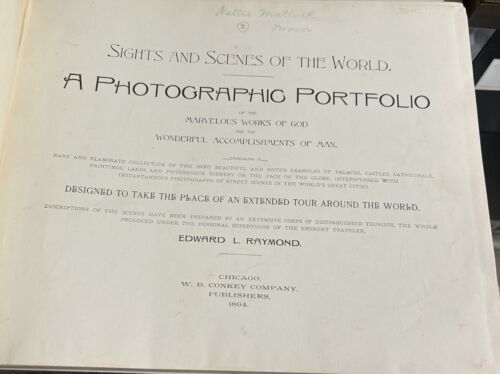 Nettie
SIGHTS AND SCENES OF THE WORLD.
A PHOTOGRAPHIC PORTFOLIO
OF THE
MARVELOUS WORKS OF GOD
AND THE
WONDERFUL ACCOMPLISHMENTS OF MAN,
RARE AND ELABORATE COLLECTION OF THE MOST BEAUTIFUL AND NOTED EXAMPLES OF PALACES, CASTLES, CATHEDRALS,
PAINTINGS, LAKES AND PICTURESQUE SCENERY ON THE FACE OF THE GLOBE, INTERSPERSED WITH
INSTANTANEOUS PHOTOGRAPHS OF STREET SCENES IN THE WORLD'S GREAT CITIES.
DESIGNED TO TAKE THE PLACE OF AN EXTENDED TOUR AROUND THE WORLD.
DESCRIPTIONS OF THE SCENES HAVE BEEN PREPARED BY AN EXTENSIVE CORPS OF DISTINGUISHED TOURISTS, THE WHOLE
PRODUCED UNDER THE PERSONAL SUPERVISION OF THE EMINENT TRAVELER,
EDWARD L. RAYMOND.
CHICAGO,
W. B. CONKEY COMPANY,
PUBLISHERS,
1894.